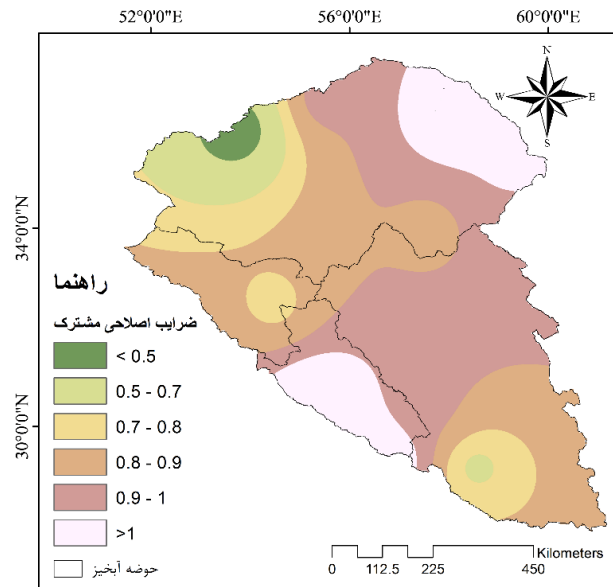 52°0'0"E 56°0'0"E 60°0'0"E
N
W E
S
34°0'0"N
30°0'0"N
راهنما
ضرایب اصلاحی مشترک
< 0.5
0.5 - 0.7
0.7 - 0.8
0.8 - 0.9
0.9 - 1
>1
حوضه آبخیز
Kilometers
0 112.5 225 450